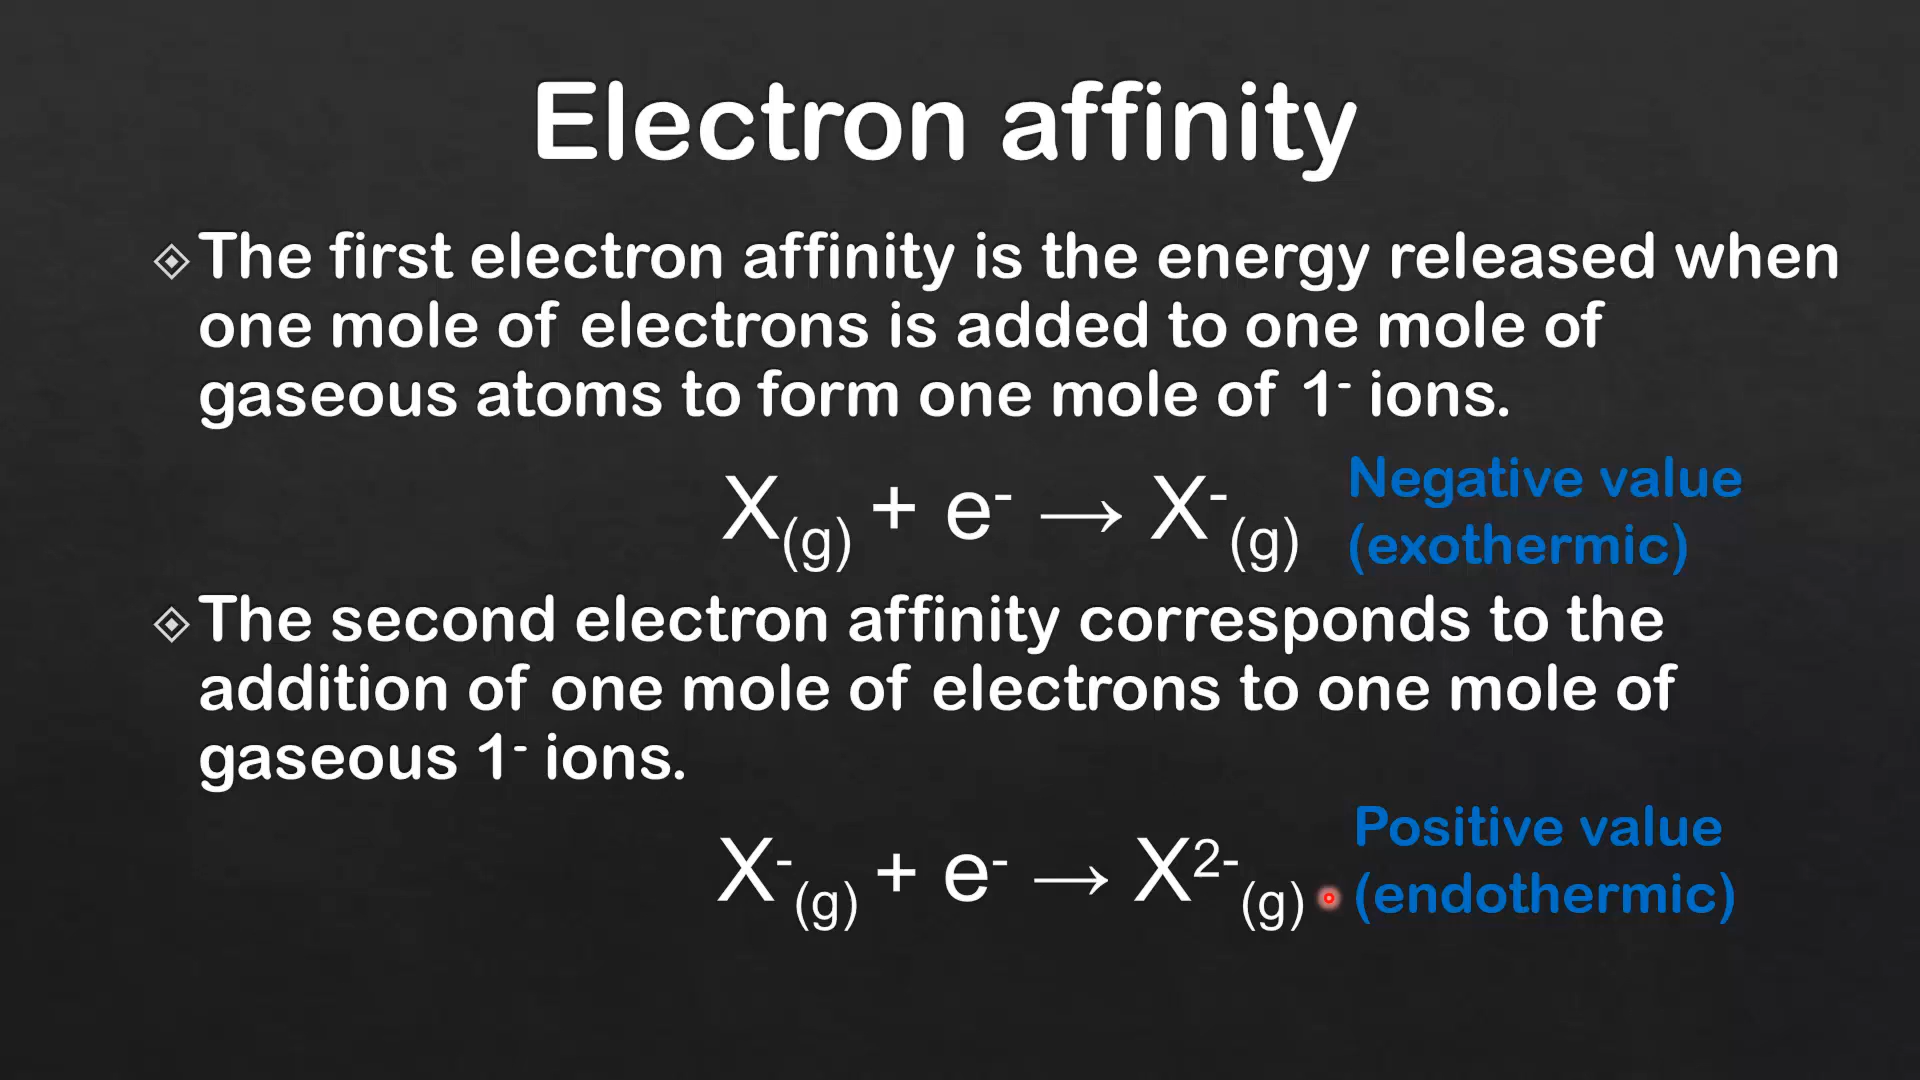 Electron affinity
The first electron affinity is the energy released when
one mole of electrons is added to one mole of
gaseous atoms to form one mole of 1⁻ ions.
X₍g₎ + e⁻ → X⁻₍g₎
Negative value
(exothermic)
The second electron affinity corresponds to the
addition of one mole of electrons to one mole of
gaseous 1⁻ ions.
X⁻₍g₎ + e⁻ → X²⁻₍g₎
Positive value
(endothermic)